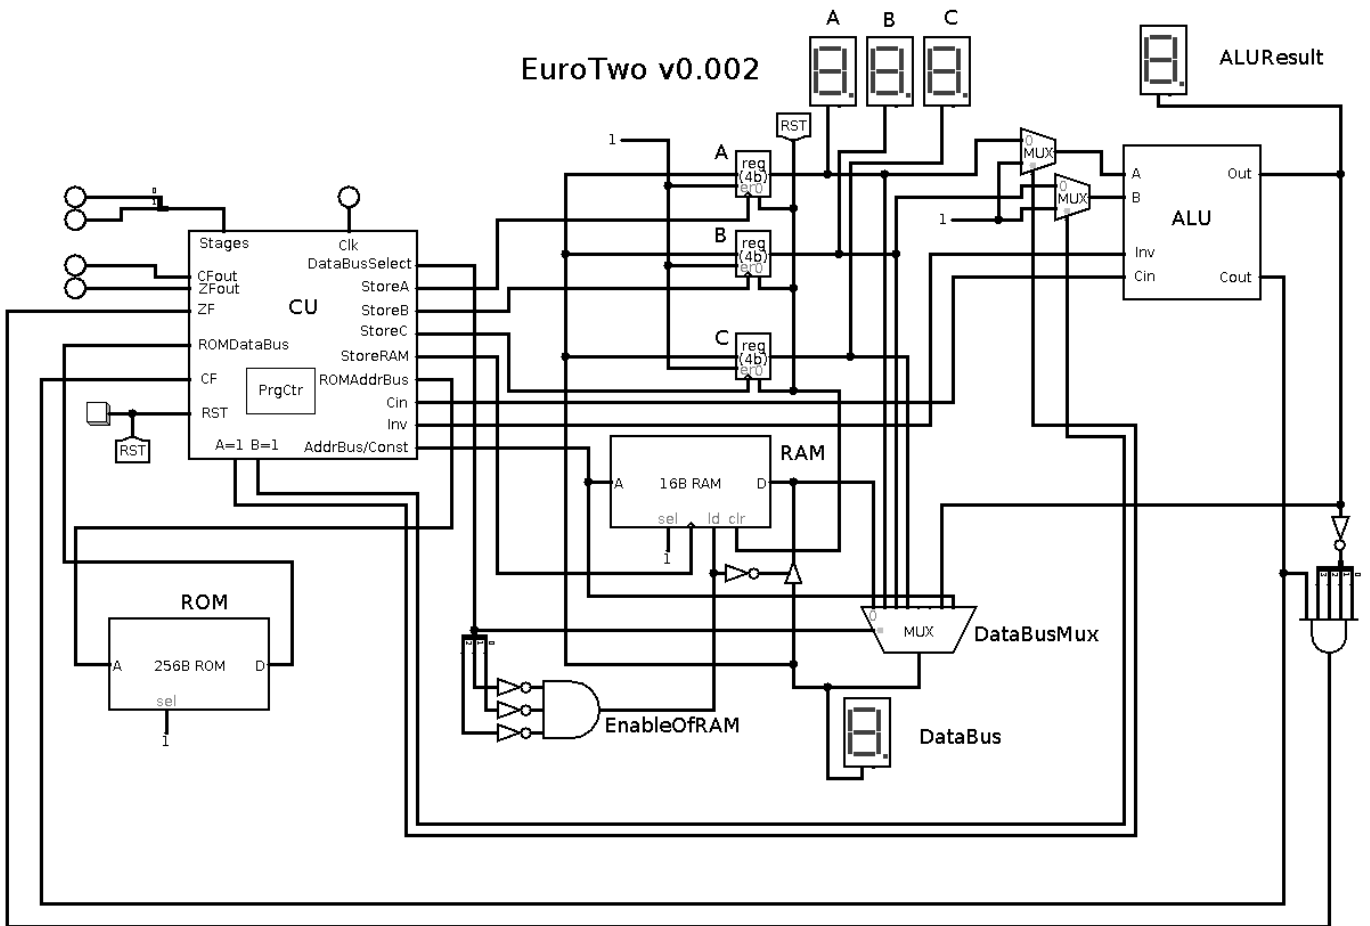 A B C
ALUResult
EuroTwo v0.002
1
RST
A
reg
(4b)
en0
B
reg
(4b)
en0
C
reg
(4b)
en0
0
MUX
0
MUX
1
A Out
B
ALU
Inv
Cin Cout
Stages
Clk
CFout
ZFout
ZF
ROMDataBus
CF
RST
A=1 B=1
CU
PrgCtr
DataBusSelect
StoreA
StoreB
StoreC
StoreRAM
ROMAddrBus
Cin
Inv
AddrBus/Const
RST
RAM
A 16B RAM D
sel ld clr
1
ROM
A 256B ROM D
sel
1
0
MUX
DataBusMux
EnableOfRAM
DataBus